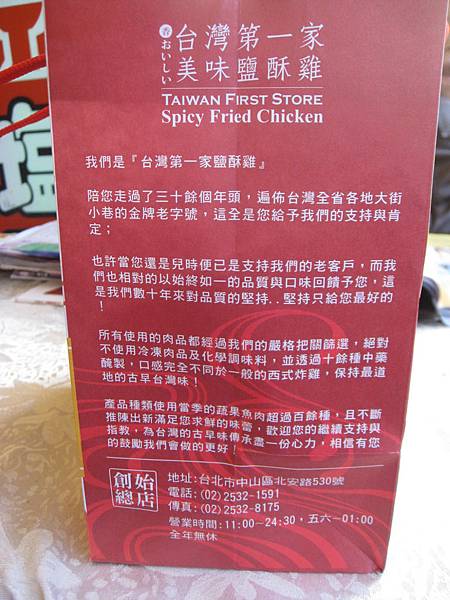 香おいしい
台灣第一家
美味鹽酥雞
TAIWAN FIRST STORE
Spicy Fried Chicken
我們是『台灣第一家鹽酥雞』
陪您走過了三十餘個年頭，遍佈台灣全省各地大街
小巷的金牌老字號，這全是您給予我們的支持與肯
定；
也許當您還是兒時便已是支持我們的老客戶，而我
們也相對的以始終如一的品質與口味回饋予您，這
是我們數十年來對品質的堅持..堅持只給您最好的
！
所有使用的肉品都經過我們的嚴格把關篩選，絕對
不使用冷凍肉品及化學調味料，並透過十餘種中藥
醃製，口感完全不同於一般的西式炸雞，保持最道
地的古早台灣味！
產品種類使用當季的蔬果魚肉超過百餘種，且不斷
推陳出新滿足您求鮮的味蕾，歡迎您的繼續支持與
指教，為台灣的古早味傳承盡一份心力，相信有您
的鼓勵我們會做的更好！
創始
總店
地址:台北市中山區北安路530號
電話:(02)2532-1591
傳真:(02)2532-8175
營業時間:11:00~24:30，五六~01:00
全年無休